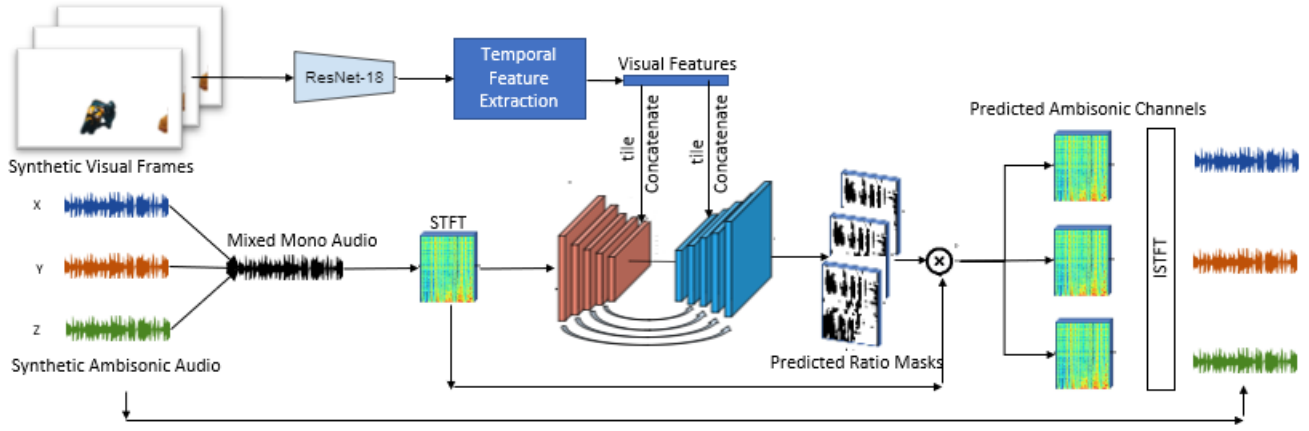 Temporal
Feature
Extraction
ResNet-18
Visual Features
tile
Concatenate
tile
Concatenate
Predicted Ambisonic Channels
Synthetic Visual Frames
X
Y
Z
Mixed Mono Audio
STFT
Synthetic Ambisonic Audio
Predicted Ratio Masks
ISTFT